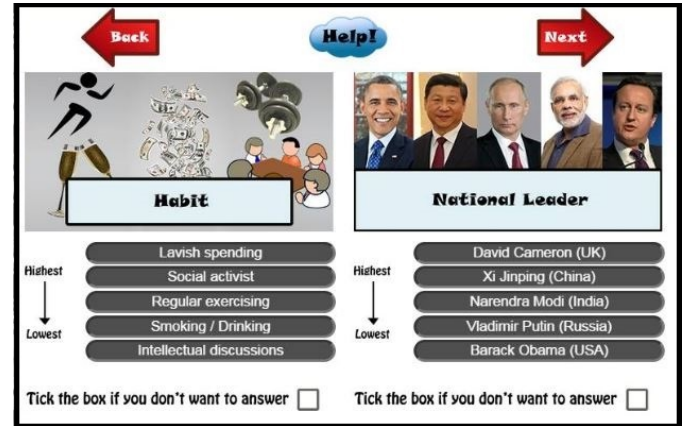 Back
Help!
Next
Habit
National Leader
Highest
Lowest
Lavish spending
Social activist
Regular exercising
Smoking / Drinking
Intellectual discussions
Highest
Lowest
David Cameron (UK)
Xi Jinping (China)
Narendra Modi (India)
Vladimir Putin (Russia)
Barack Obama (USA)
Tick the box if you don't want to answer
Tick the box if you don't want to answer